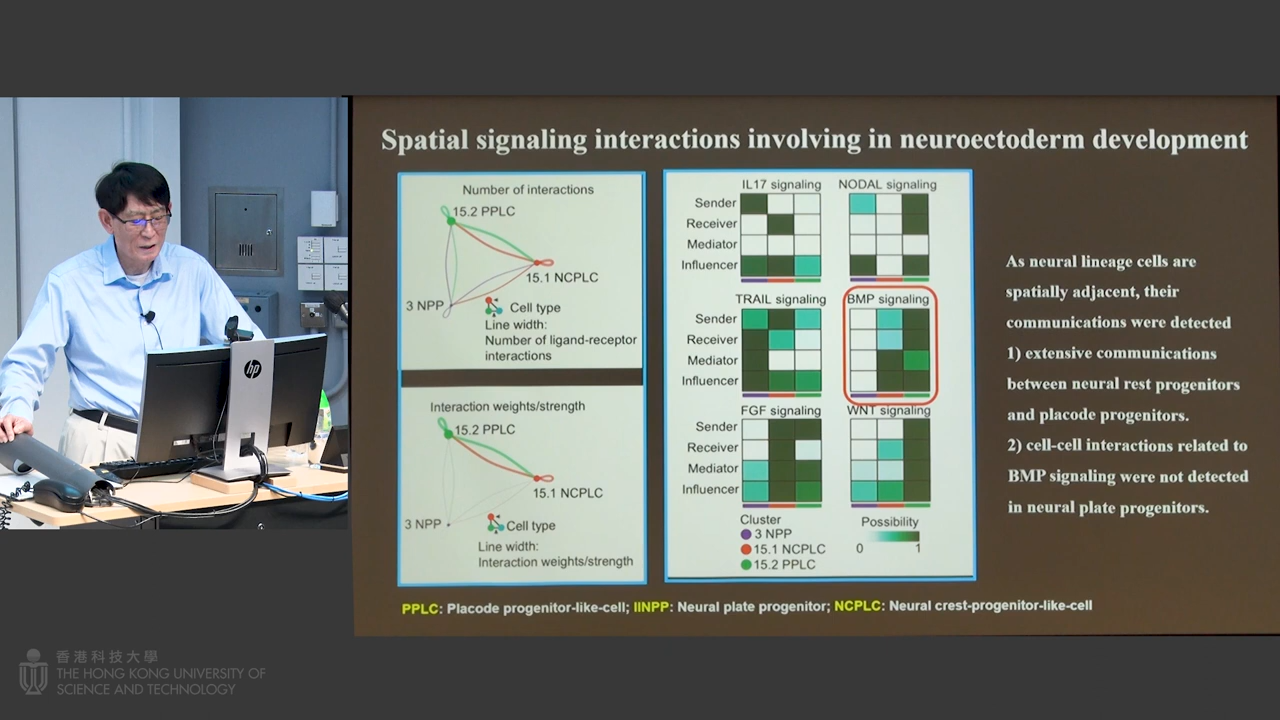 Spatial signaling interactions involving in neuroectoderm development
Number of interactions
15.2 PPLC
15.1 NCPLC
3 NPP
Cell type
Line width:
Number of ligand-receptor
interactions
Interaction weights/strength
15.2 PPLC
15.1 NCPLC
3 NPP
Cell type
Line width:
Interaction weights/strength
IL17 signaling
NODAL signaling
Sender
Receiver
Mediator
Influencer
TRAIL signaling
BMP signaling
Sender
Receiver
Mediator
Influencer
FGF signaling
WNT signaling
Sender
Receiver
Mediator
Influencer
Cluster
3 NPP
15.1 NCPLC
15.2 PPLC
Possibility
0 1
As neural lineage cells are
spatially adjacent, their
communications were detected
1) extensive communications
between neural rest progenitors
and placode progenitors.
2) cell-cell interactions related to
BMP signaling were not detected
in neural plate progenitors.
PPLC: Placode progenitor-like-cell; IINPP: Neural plate progenitor; NCPLC: Neural crest-progenitor-like-cell
hp
香港科技大學
THE HONG KONG UNIVERSITY OF
SCIENCE AND TECHNOLOGY